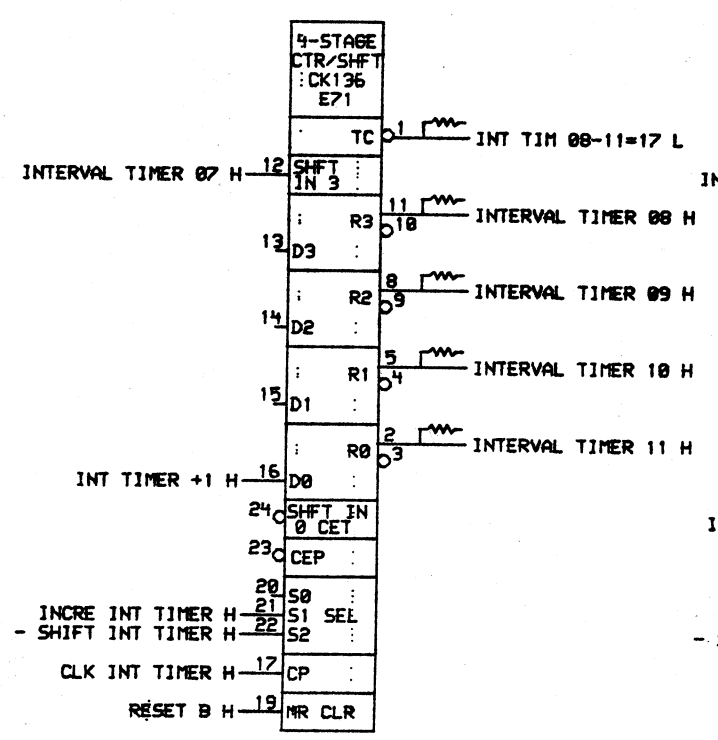 4-STAGE
CTR/SHFT
:CK136
E71
TC 1 INT TIM 08-11=17 L
INTERVAL TIMER 07 H 12 SHFT
IN 3
IN
11
R3 10 INTERVAL TIMER 08 H
13 D3
8
R2 9 INTERVAL TIMER 09 H
14 D2
5
R1 4 INTERVAL TIMER 10 H
15 D1
2
R0 3 INTERVAL TIMER 11 H
INT TIMER +1 H 16 D0
24 SHFT IN
0 CET
I
23 CEP
20 S0
INCRE INT TIMER H 21 S1 SEL
- SHIFT INT TIMER H 22 S2
-
CLK INT TIMER H 17 CP
RESET B H 19 MR CLR